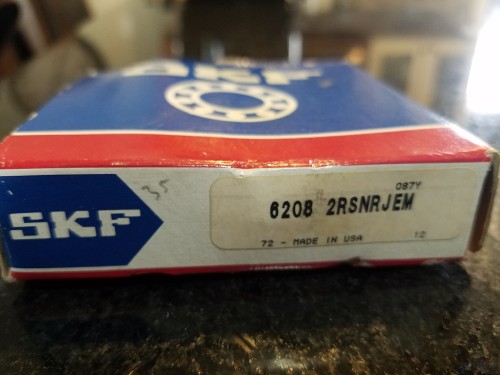 SKF
35
SKF
087Y
6208 2RSNRJEM
72 - MADE IN USA 12